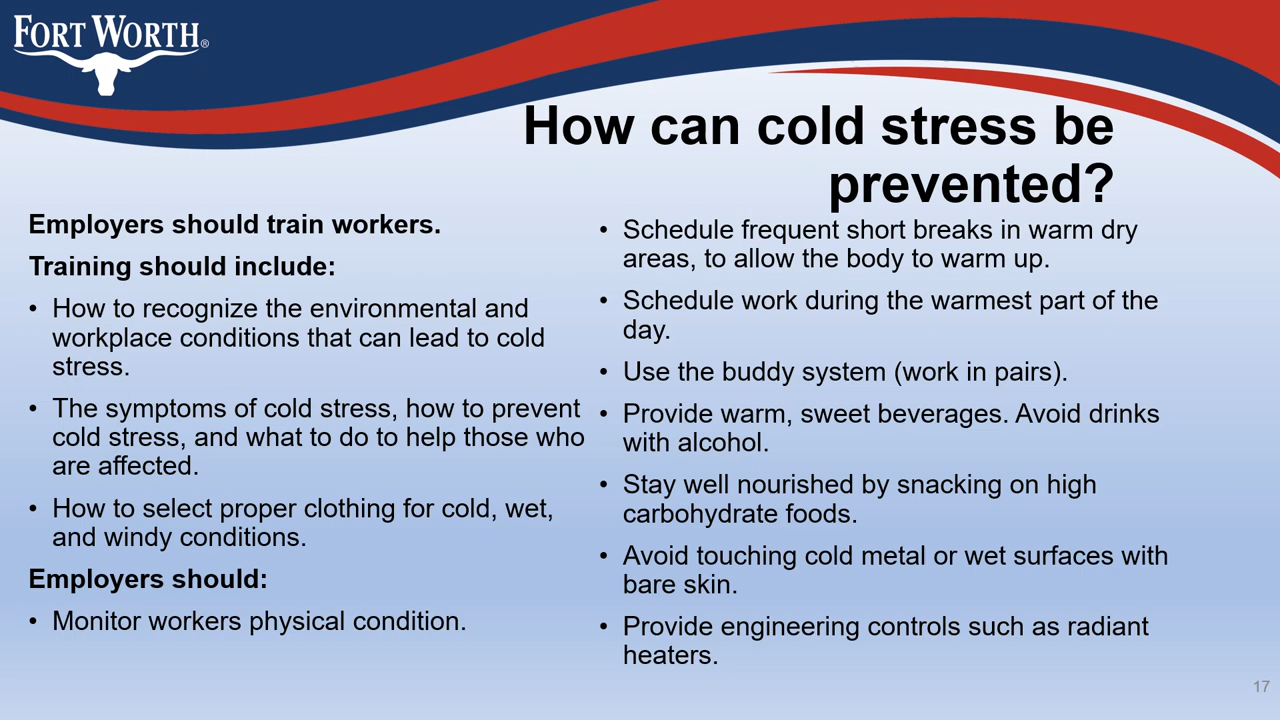 FORT WORTH®
How can cold stress be
prevented?
Employers should train workers.
Training should include:
• How to recognize the environmental and
workplace conditions that can lead to cold
stress.
• The symptoms of cold stress, how to prevent
cold stress, and what to do to help those who
are affected.
• How to select proper clothing for cold, wet,
and windy conditions.
Employers should:
• Monitor workers physical condition.
• Schedule frequent short breaks in warm dry
areas, to allow the body to warm up.
• Schedule work during the warmest part of the
day.
• Use the buddy system (work in pairs).
• Provide warm, sweet beverages. Avoid drinks
with alcohol.
• Stay well nourished by snacking on high
carbohydrate foods.
• Avoid touching cold metal or wet surfaces with
bare skin.
• Provide engineering controls such as radiant
heaters.
17